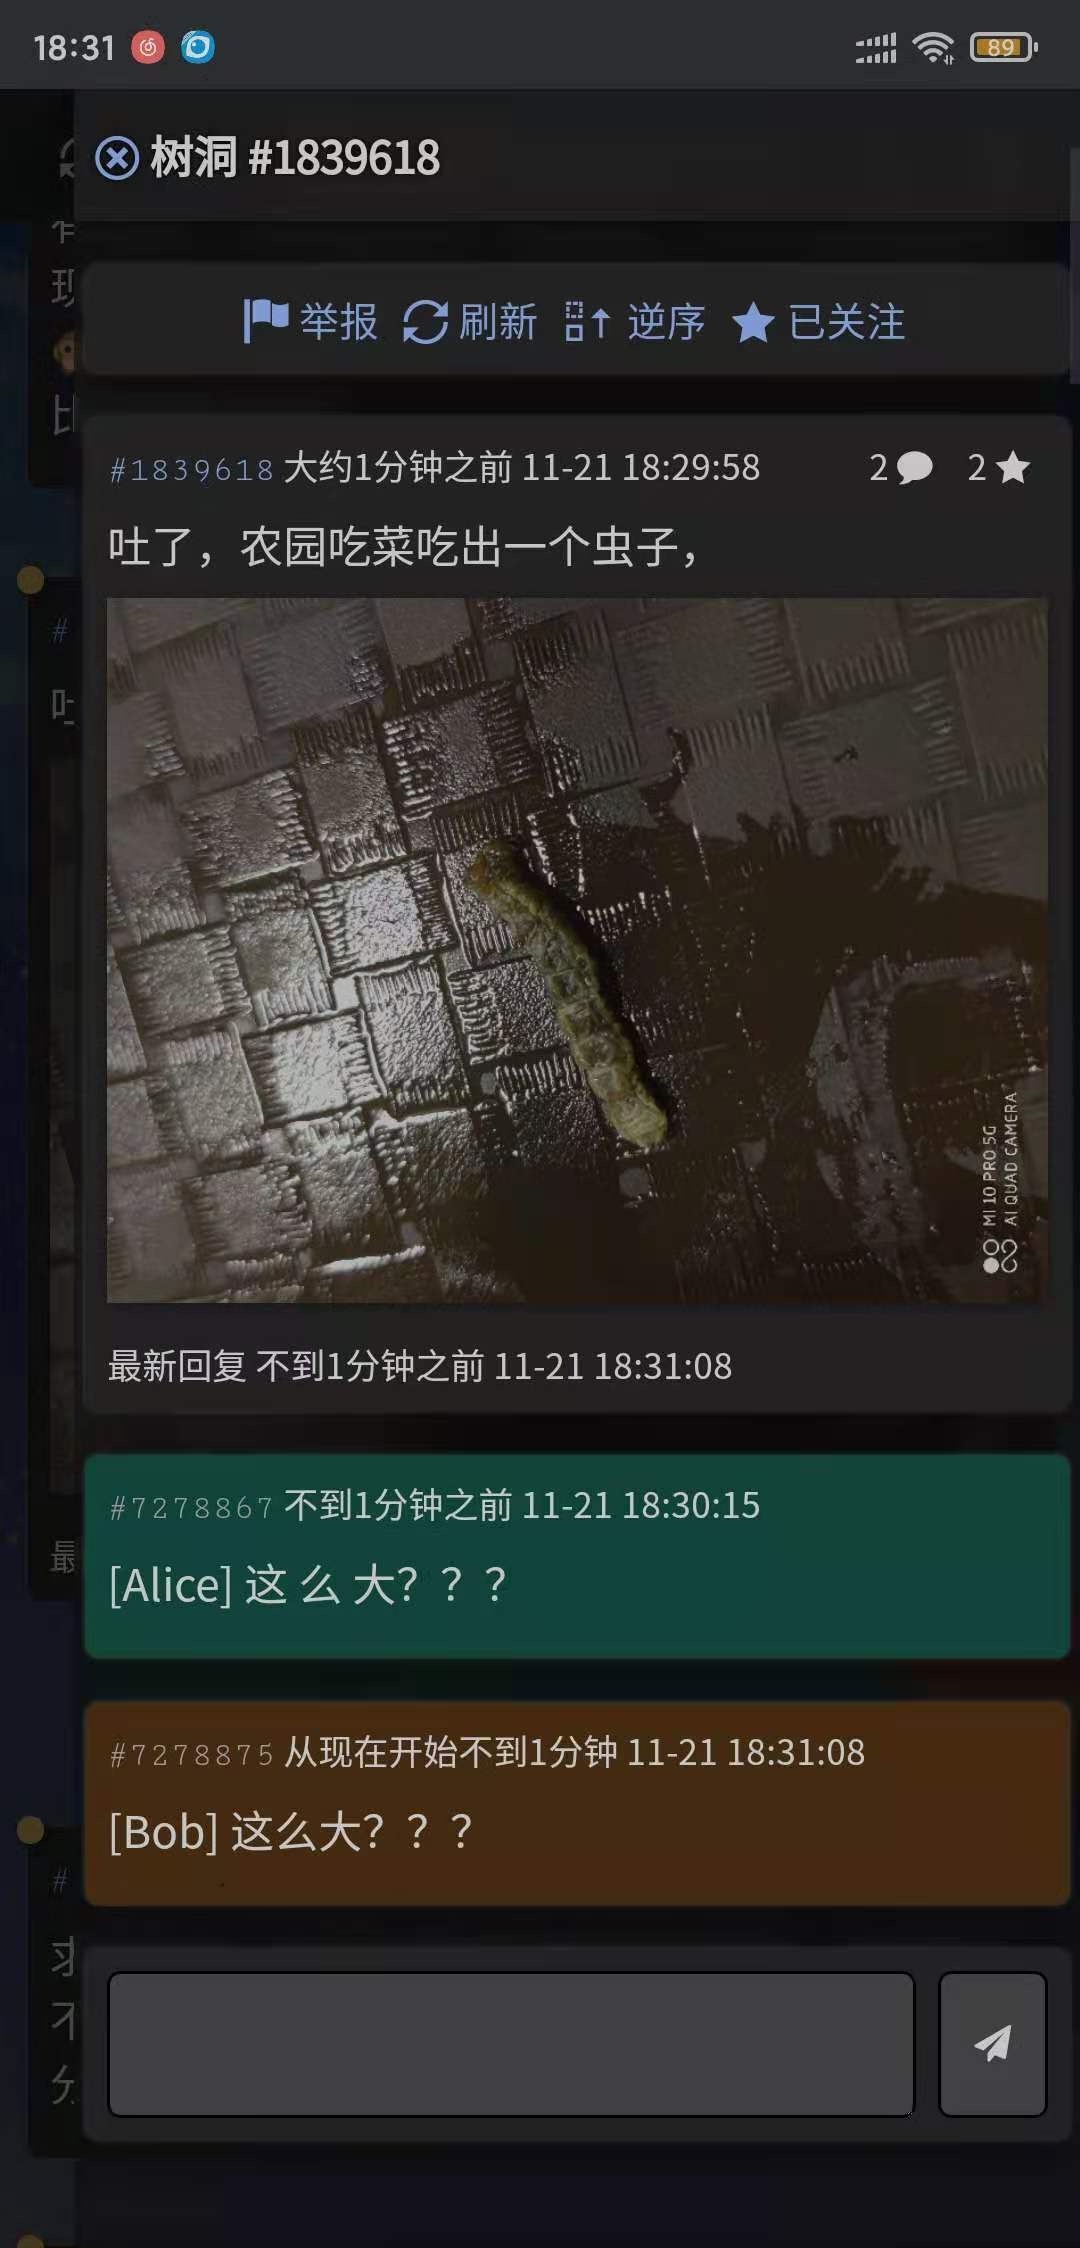 18:31
89
树洞 #1839618
举报 刷新 逆序 已关注
#1839618 大约1分钟之前 11-21 18:29:58 2 2
吐了，农园吃菜吃出一个虫子，
MI 10 PRO 5G
AI QUAD CAMERA
最新回复 不到1分钟之前 11-21 18:31:08
#7278867 不到1分钟之前 11-21 18:30:15
[Alice] 这 么 大？？？
#7278875 从现在开始不到1分钟 11-21 18:31:08
[Bob] 这么大？？？
#
吐
最
#
求
不